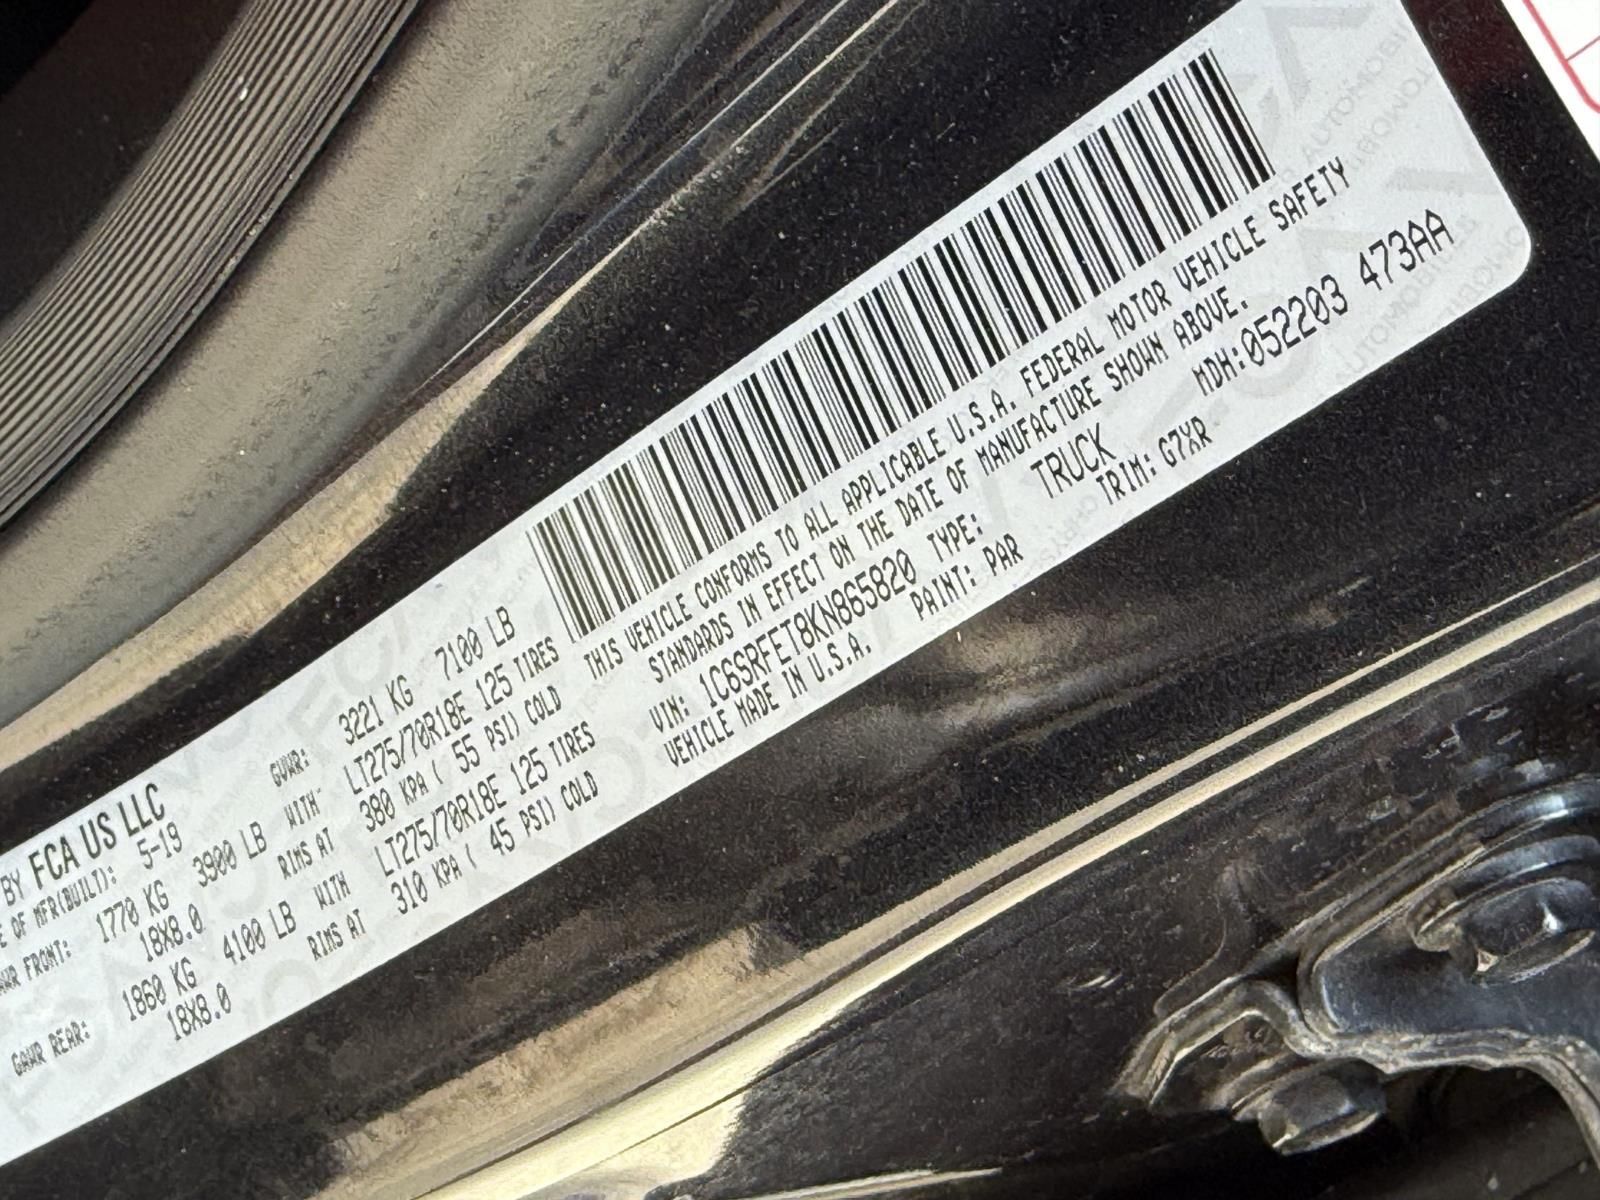 BY FCA US LLC
E OF MFR(BUILT): 5-19
GVWR: 3221 KG 7100 LB
FRONT: 1770 KG 3900 LB WITH LT275/70R18E 125 TIRES
18X8.0 RIMS AT 380 KPA ( 55 PSI) COLD
GAWR REAR: 1860 KG 4100 LB WITH LT275/70R18E 125 TIRES
18X8.0 RIMS AT 310 KPA ( 45 PSI) COLD
THIS VEHICLE CONFORMS TO ALL APPLICABLE U.S.A. FEDERAL MOTOR VEHICLE SAFETY
STANDARDS IN EFFECT ON THE DATE OF MANUFACTURE SHOWN ABOVE.
VIN: 1C6SRFET8KN865820 TYPE: TRUCK MDH:052203 473AA
VEHICLE MADE IN U.S.A. PAINT: PAR TRIM: G7XR